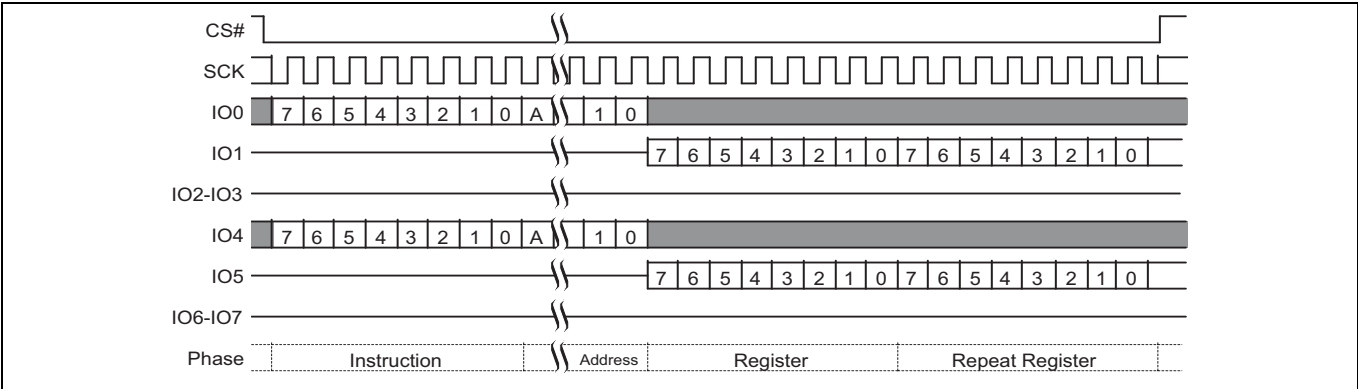 CS#
SCK
IO0 7 6 5 4 3 2 1 0 A 1 0
IO1 7 6 5 4 3 2 1 0 7 6 5 4 3 2 1 0
IO2-IO3
IO4 7 6 5 4 3 2 1 0 A 1 0
IO5 7 6 5 4 3 2 1 0 7 6 5 4 3 2 1 0
IO6-IO7
Phase Instruction Address Register Repeat Register